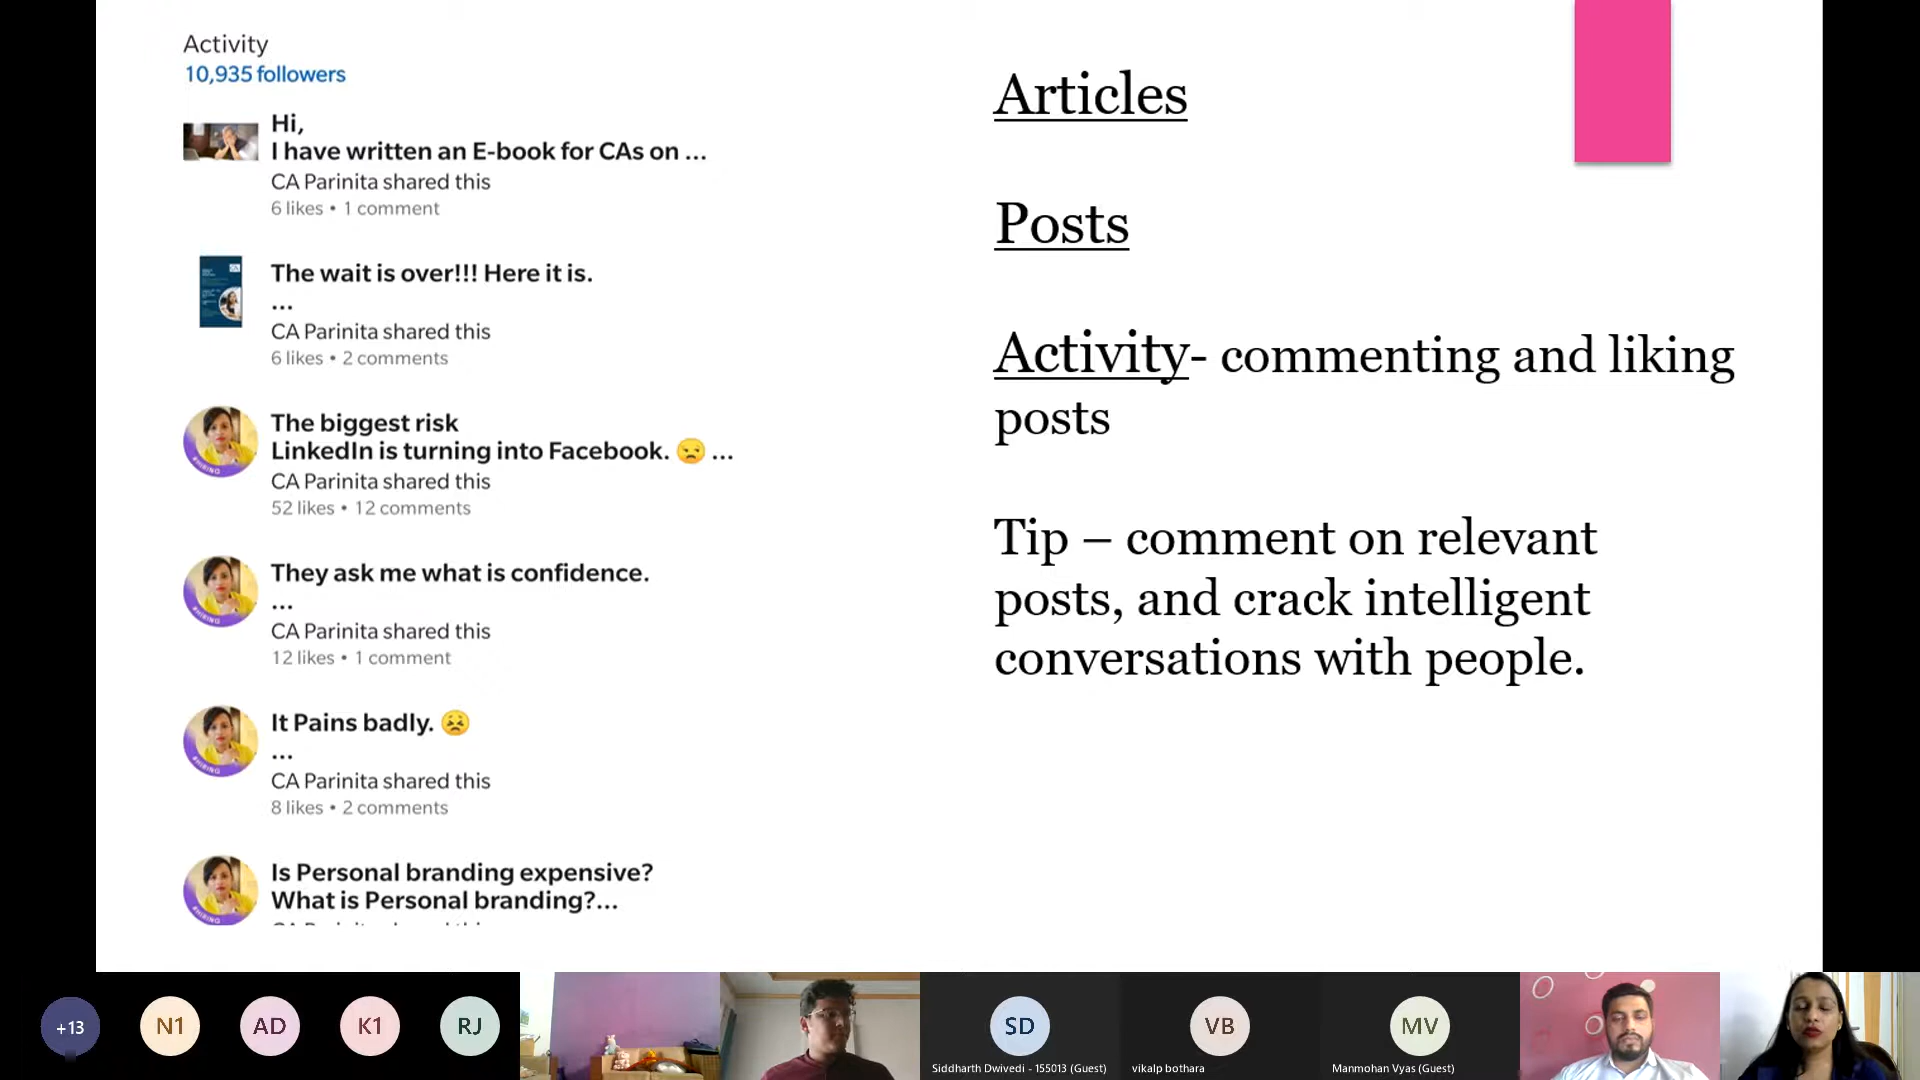 Activity
10,935 followers
Hi,
I have written an E-book for CAs on ...
CA Parinita shared this
6 likes • 1 comment
The wait is over!!! Here it is.
...
CA Parinita shared this
6 likes • 2 comments
The biggest risk
LinkedIn is turning into Facebook. 😒 ...
CA Parinita shared this
52 likes • 12 comments
They ask me what is confidence.
...
CA Parinita shared this
12 likes • 1 comment
It Pains badly. 😣
...
CA Parinita shared this
8 likes • 2 comments
Is Personal branding expensive?
What is Personal branding?...
Articles
Posts
Activity- commenting and liking
posts
Tip – comment on relevant
posts, and crack intelligent
conversations with people.
+13
N1
AD
K1
RJ
SD
Siddharth Dwivedi - 155013 (Guest)
VB
vikalp bothara
MV
Manmohan Vyas (Guest)